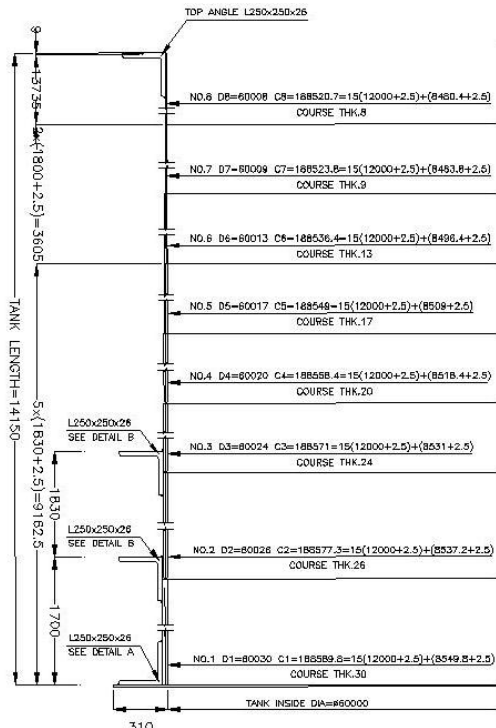 TOP ANGLE L250x250x26
9
NO.8 D8=60008 C8=188520.7=15(12000+2.5)+(8480.4+2.5)
COURSE THK.8
13735
2x(1800+2.5)=3605
NO.7 D7=60009 C7=188523.8=15(12000+2.5)+(8483.8+2.5)
COURSE THK.9
NO.6 D6=60013 C6=188536.4=15(12000+2.5)+(8496.4+2.5)
COURSE THK.13
NO.5 D5=60017 C5=188549=15(12000+2.5)+(8509+2.5)
COURSE THK.17
TANK LENGTH=14150
5x(1830+2.5)=9162.5
NO.4 D4=60020 C4=188558.4=15(12000+2.5)+(8518.4+2.5)
COURSE THK.20
L250x250x26
SEE DETAIL B
NO.3 D3=60024 C3=188571=15(12000+2.5)+(8531+2.5)
COURSE THK.24
1830
L250x250x26
SEE DETAIL B
NO.2 D2=60026 C2=188577.3=15(12000+2.5)+(8537.2+2.5)
COURSE THK.26
1700
L250x250x26
SEE DETAIL A
NO.1 D1=60030 C1=188589.8=15(12000+2.5)+(8549.8+2.5)
COURSE THK.30
TANK INSIDE DIA=ø60000
310